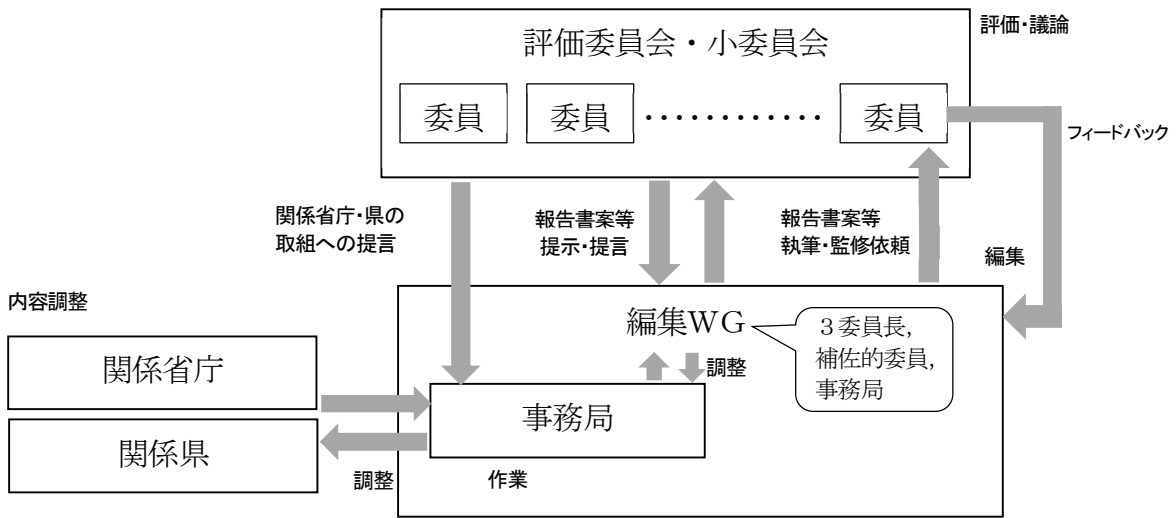 評価・議論
評価委員会・小委員会
委員
委員
…………
委員
フィードバック
関係省庁・県の
取組への提言
報告書案等
提示・提言
報告書案等
執筆・監修依頼
編集
内容調整
編集WG
3委員長，
補佐的委員，
事務局
調整
関係省庁
事務局
関係県
調整
作業